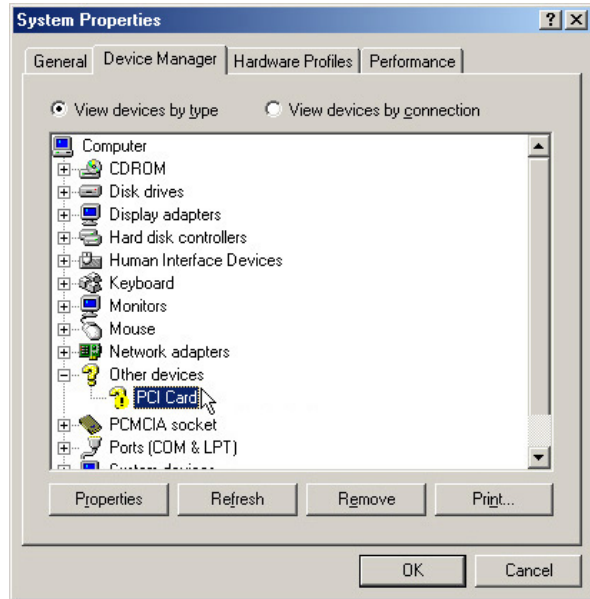 System Properties
General Device Manager Hardware Profiles Performance
View devices by type View devices by connection
Computer
CDROM
Disk drives
Display adapters
Hard disk controllers
Human Interface Devices
Keyboard
Monitors
Mouse
Network adapters
Other devices
PCI Card
PCMCIA socket
Ports (COM & LPT)
System devices
Properties Refresh Remove Print...
OK Cancel